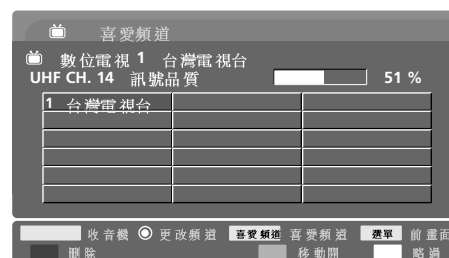 喜愛頻道
數位電視 1 台灣電視台
UHF CH. 14 訊號品質 51 %
1 台灣電視台
收音機 更改頻道 喜愛頻道 喜愛頻道 選單 前畫面
刪除 移動開 略過